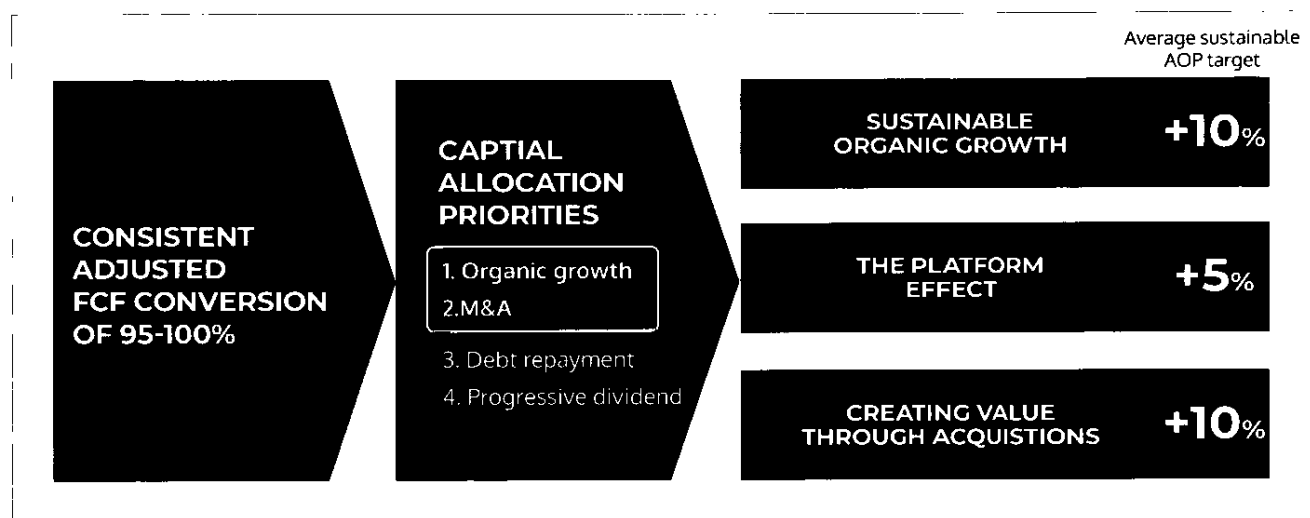 Average sustainable
AOP target
CONSISTENT
ADJUSTED
FCF CONVERSION
OF 95-100%
CAPTIAL
ALLOCATION
PRIORITIES
1. Organic growth
2.M&A
3. Debt repayment
4. Progressive dividend
SUSTAINABLE
ORGANIC GROWTH
+10%
THE PLATFORM
EFFECT
+5%
CREATING VALUE
THROUGH ACQUISTIONS
+10%